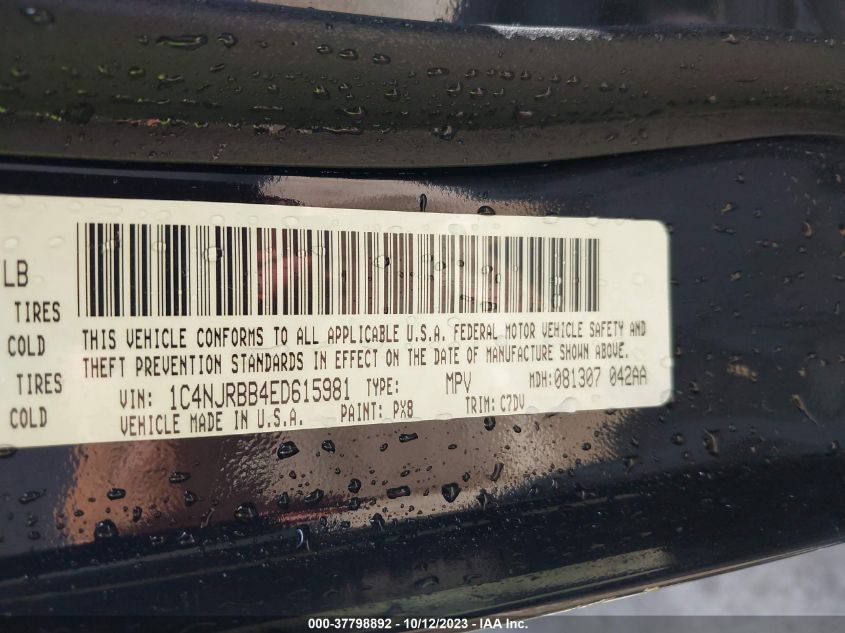 LB
TIRES
COLD
TIRES
COLD
THIS VEHICLE CONFORMS TO ALL APPLICABLE U.S.A. FEDERAL MOTOR VEHICLE SAFETY AND
THEFT PREVENTION STANDARDS IN EFFECT ON THE DATE OF MANUFACTURE SHOWN ABOVE.
VIN: 1C4NJRBB4ED615981 TYPE: MPV MDH:081307 042AA
VEHICLE MADE IN U.S.A. PAINT: PX8 TRIM: C7DV
000-37798892 - 10/12/2023 - IAA Inc.